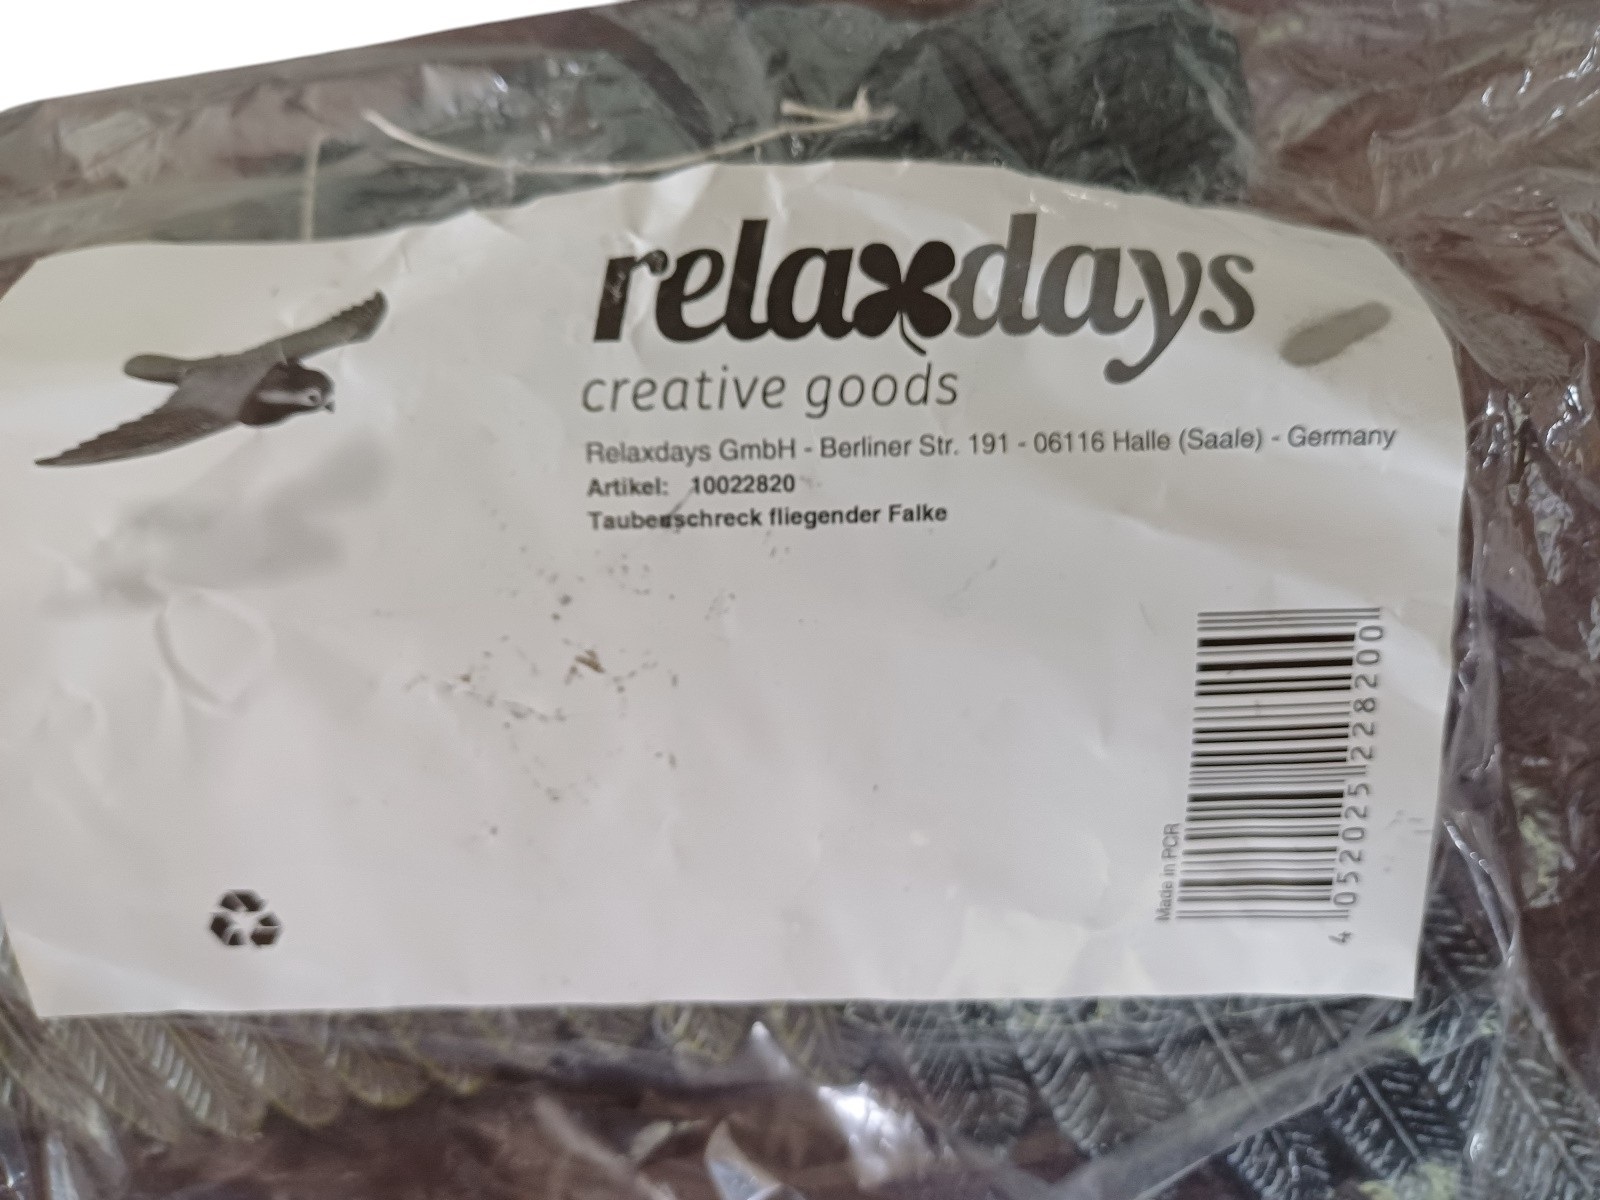 relaxdays
creative goods
Relaxdays GmbH - Berliner Str. 191 - 06116 Halle (Saale) - Germany
Artikel: 10022820
Taubenschreck fliegender Falke
Made in PCR
4 052025 228200